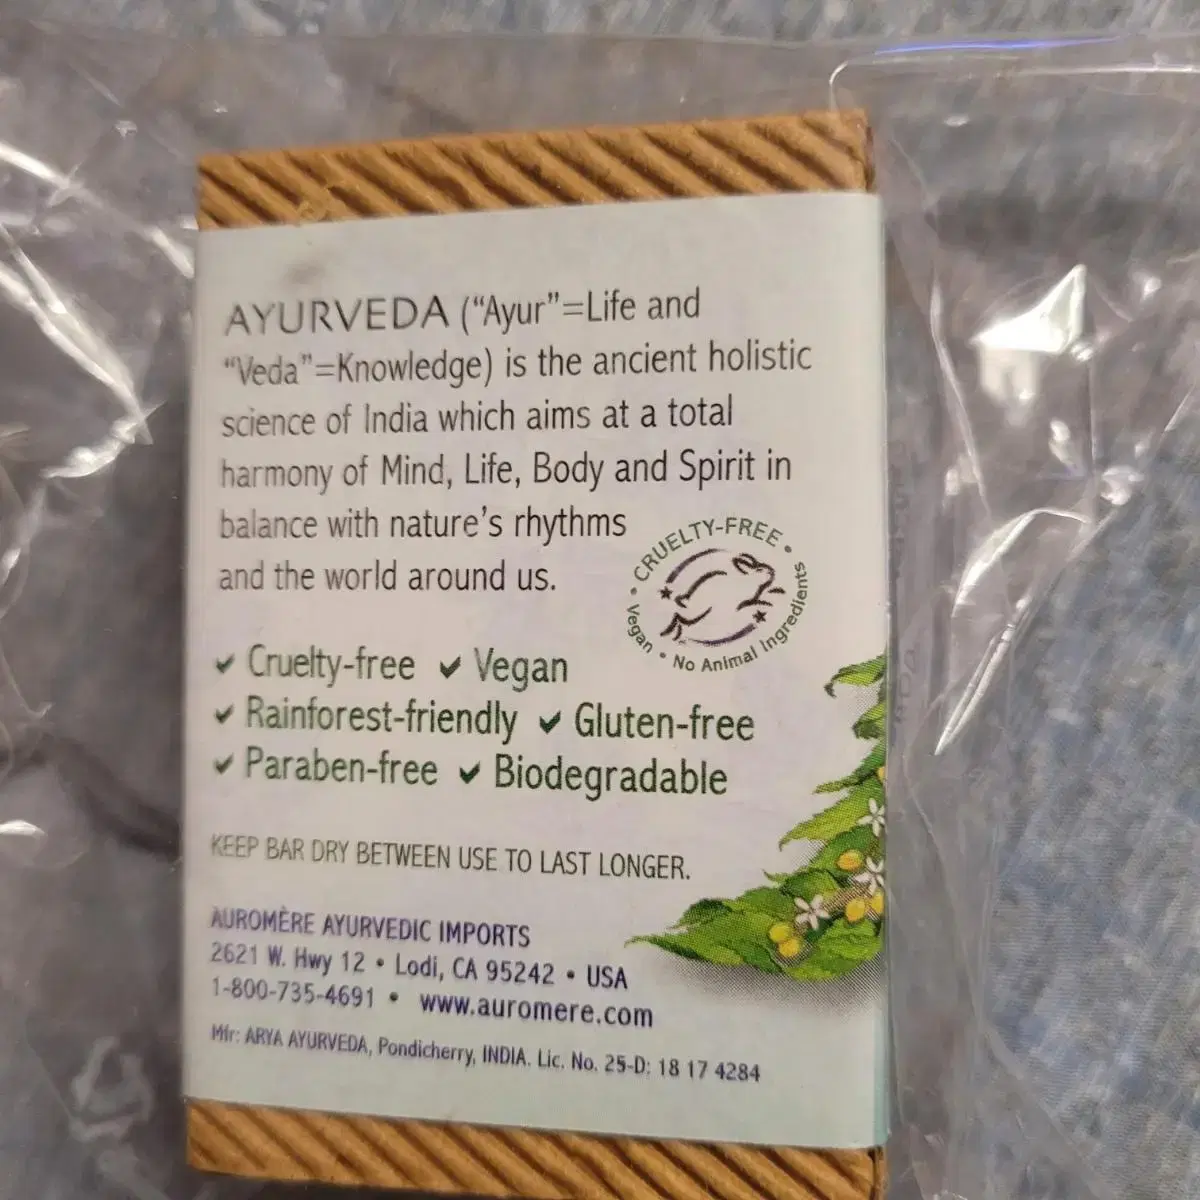 AYURVEDA (“Ayur”=Life and
“Veda”=Knowledge) is the ancient holistic
science of India which aims at a total
harmony of Mind, Life, Body and Spirit in
balance with nature’s rhythms
and the world around us.
• CRUELTY-FREE •
Vegan • No Animal Ingredients
✔ Cruelty-free ✔ Vegan
✔ Rainforest-friendly ✔ Gluten-free
✔ Paraben-free ✔ Biodegradable
KEEP BAR DRY BETWEEN USE TO LAST LONGER.
AUROMÈRE AYURVEDIC IMPORTS
2621 W. Hwy 12 • Lodi, CA 95242 • USA
1-800-735-4691 • www.auromere.com
Mfr: ARYA AYURVEDA, Pondicherry, INDIA. Lic. No. 25-D: 18 17 4284